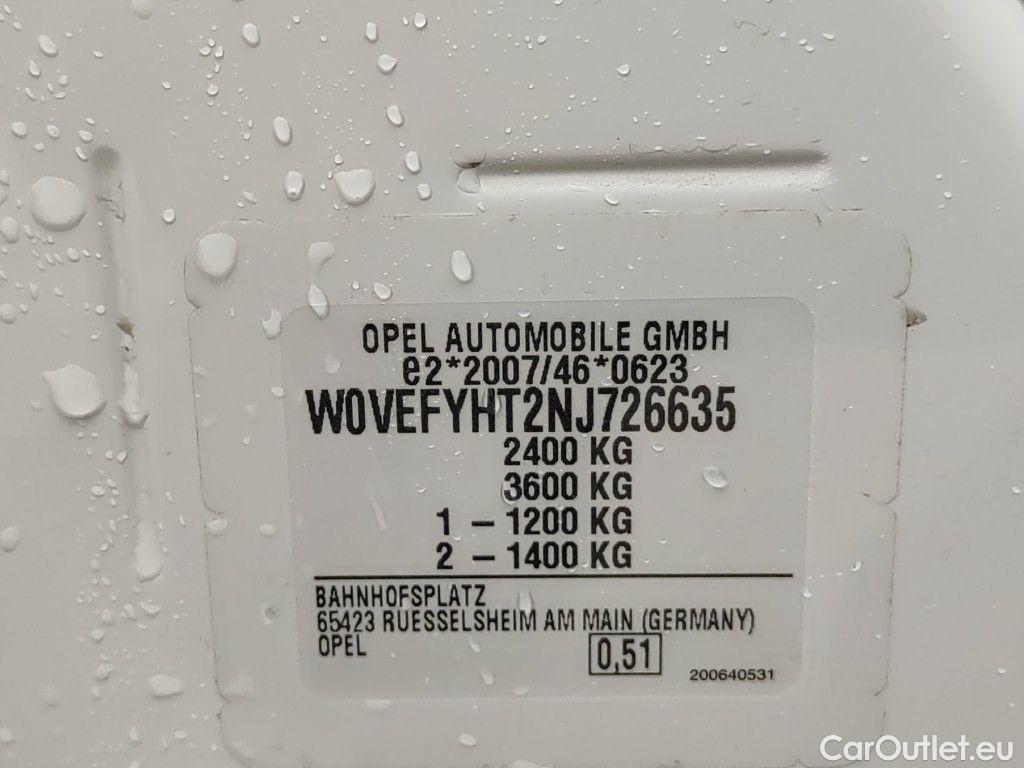 OPEL AUTOMOBILE GMBH
e2*2007/46*0623
W0VEFYHT2NJ726635
2400 KG
3600 KG
1 – 1200 KG
2 – 1400 KG
BAHNHOFSPLATZ
65423 RUESSELSHEIM AM MAIN (GERMANY)
OPEL
0,51
200640531
CarOutlet.eu